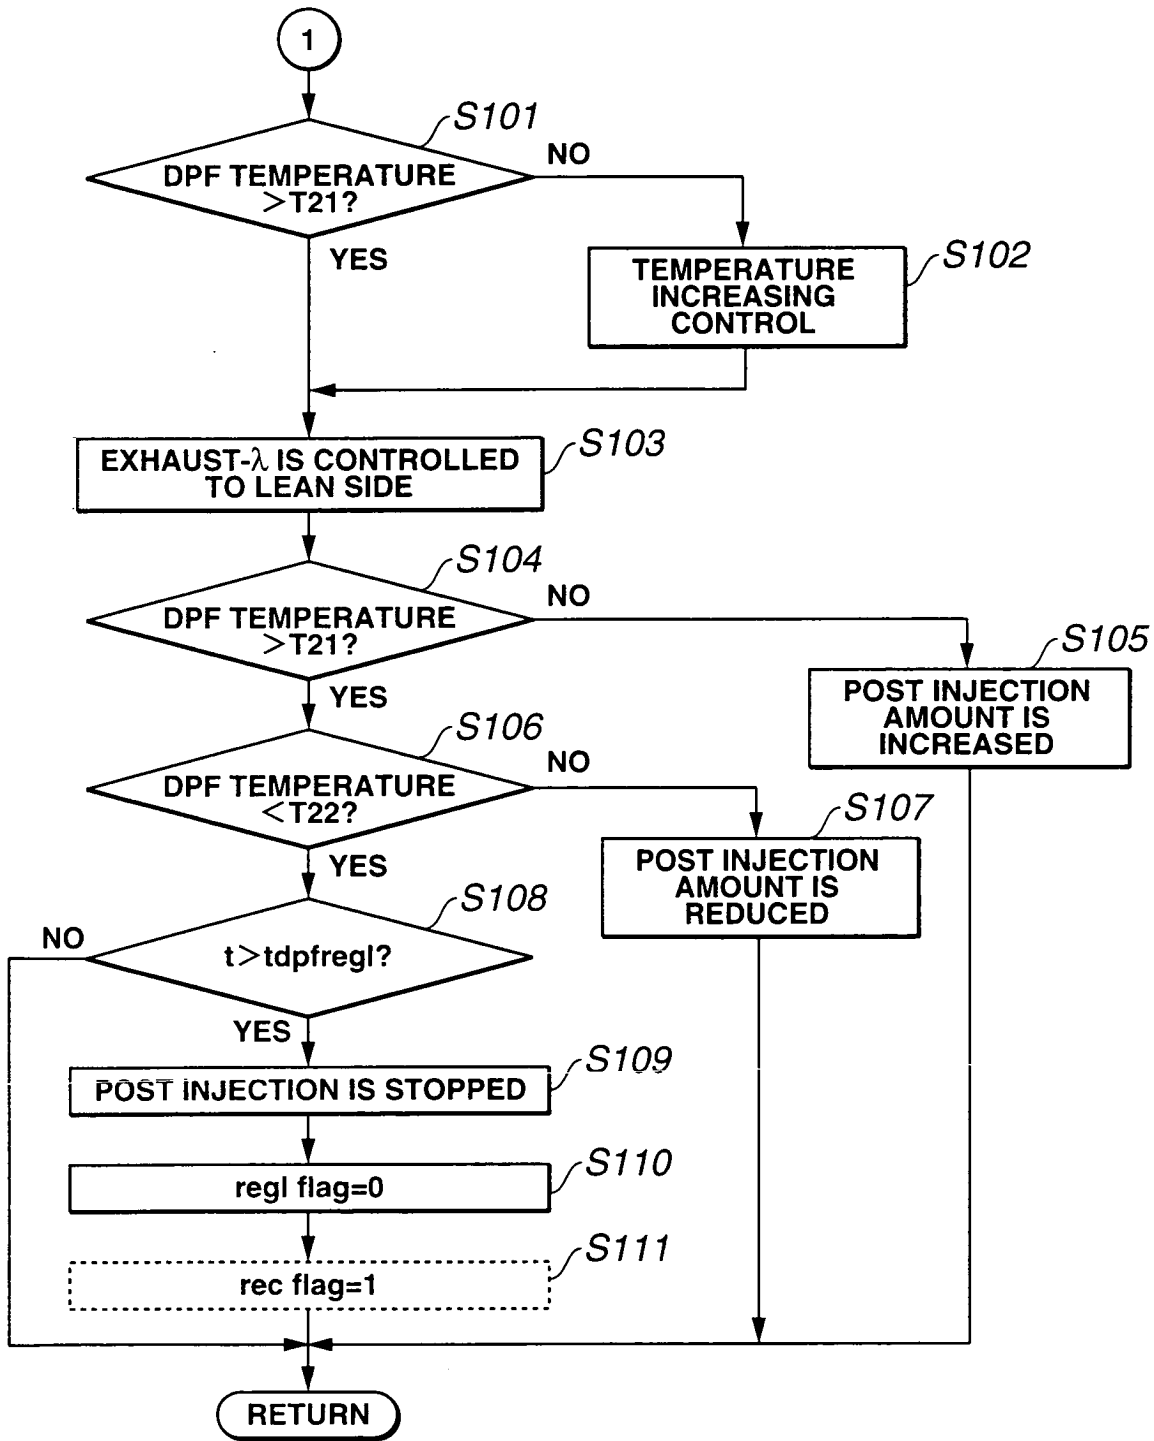 1
S101
DPF TEMPERATURE
>T21?
NO
YES
S102
TEMPERATURE
INCREASING
CONTROL
S103
EXHAUST-λ IS CONTROLLED
TO LEAN SIDE
S104
DPF TEMPERATURE
>T21?
NO
YES
S105
POST INJECTION
AMOUNT IS
INCREASED
S106
DPF TEMPERATURE
<T22?
NO
YES
S107
POST INJECTION
AMOUNT IS
REDUCED
S108
NO
t>tdpfregl?
YES
S109
POST INJECTION IS STOPPED
S110
regl flag=0
S111
rec flag=1
RETURN